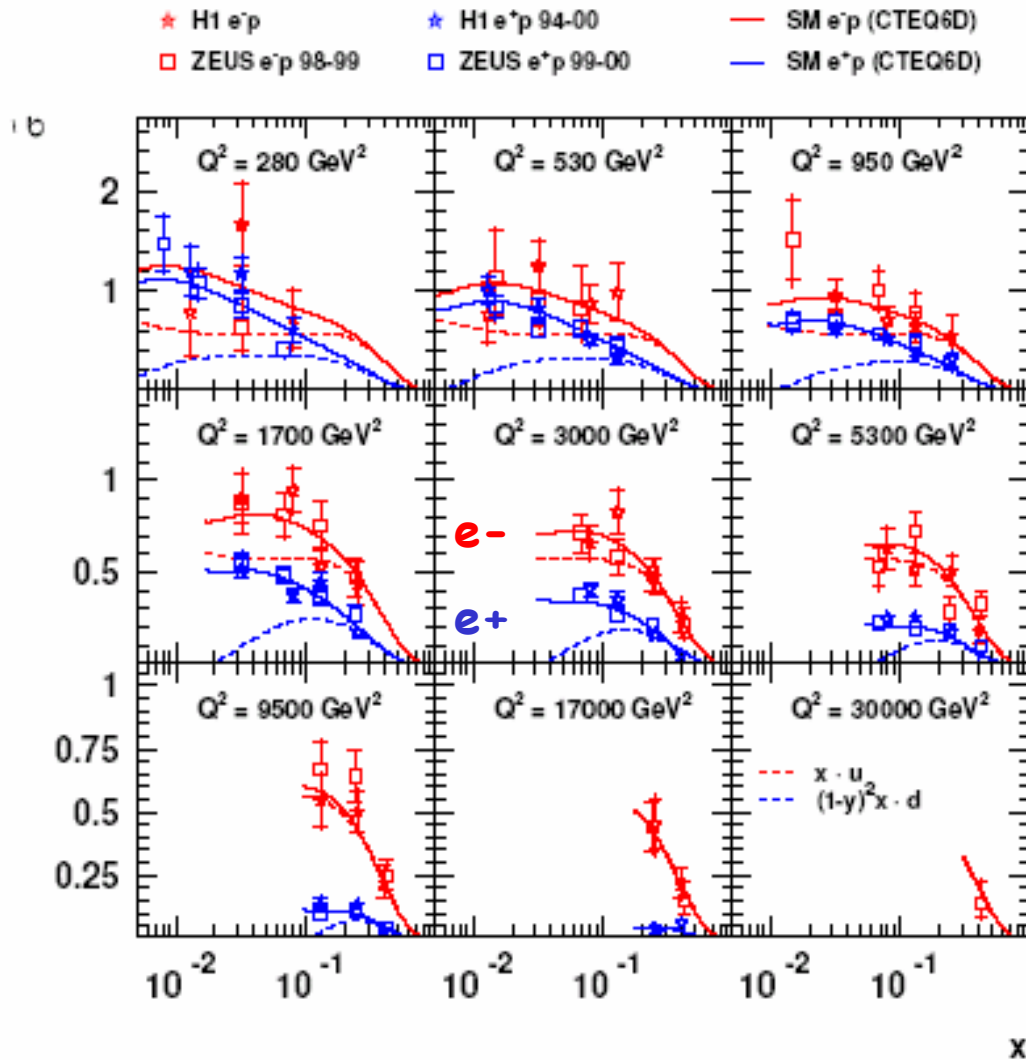 H1 e⁻p
H1 e⁺p 94-00
SM e⁻p (CTEQ6D)
ZEUS e⁻p 98-99
ZEUS e⁺p 99-00
SM e⁺p (CTEQ6D)
Q² = 280 GeV²
Q² = 530 GeV²
Q² = 950 GeV²
2
1
Q² = 1700 GeV²
Q² = 3000 GeV²
Q² = 5300 GeV²
1
0.5
e-
e+
Q² = 9500 GeV²
Q² = 17000 GeV²
Q² = 30000 GeV²
1
0.75
0.5
0.25
x · u
(1-y)²x · d
10⁻² 10⁻¹ 10⁻² 10⁻¹ 10⁻² 10⁻¹
x